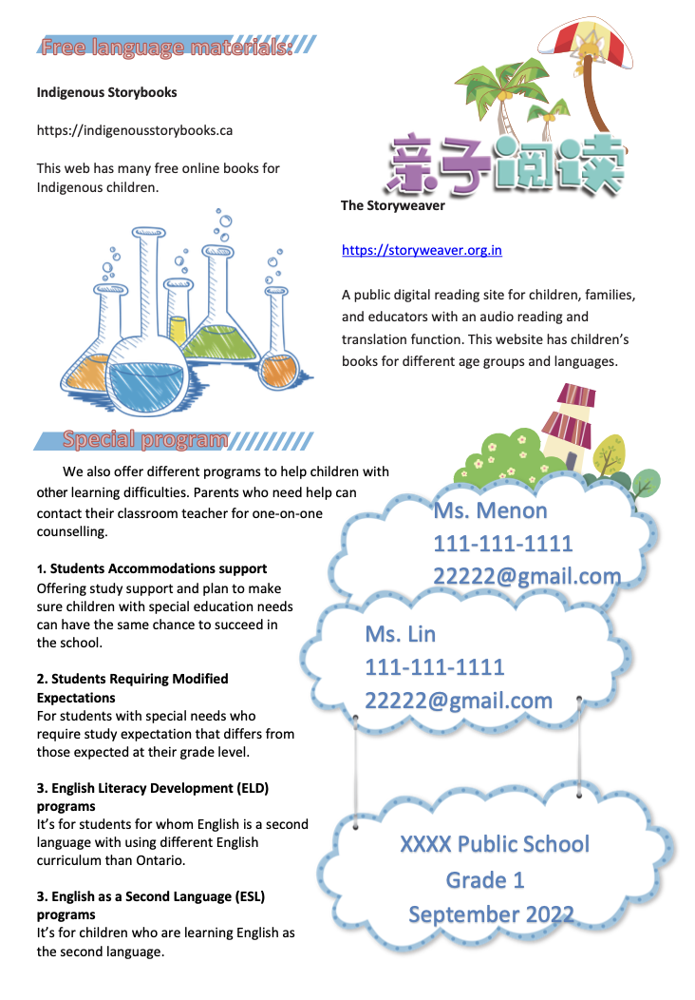 Free language materials:
Indigenous Storybooks
https://indigenousstorybooks.ca
This web has many free online books for
Indigenous children.
亲子阅读
The Storyweaver
https://storyweaver.org.in
A public digital reading site for children, families,
and educators with an audio reading and
translation function. This website has children’s
books for different age groups and languages.
Special program
We also offer different programs to help children with
other learning difficulties. Parents who need help can
contact their classroom teacher for one-on-one
counselling.
1. Students Accommodations support
Offering study support and plan to make
sure children with special education needs
can have the same chance to succeed in
the school.
2. Students Requiring Modified
Expectations
For students with special needs who
require study expectation that differs from
those expected at their grade level.
3. English Literacy Development (ELD)
programs
It’s for students for whom English is a second
language with using different English
curriculum than Ontario.
3. English as a Second Language (ESL)
programs
It’s for children who are learning English as
the second language.
Ms. Menon
111-111-1111
22222@gmail.com
Ms. Lin
111-111-1111
22222@gmail.com
XXXX Public School
Grade 1
September 2022